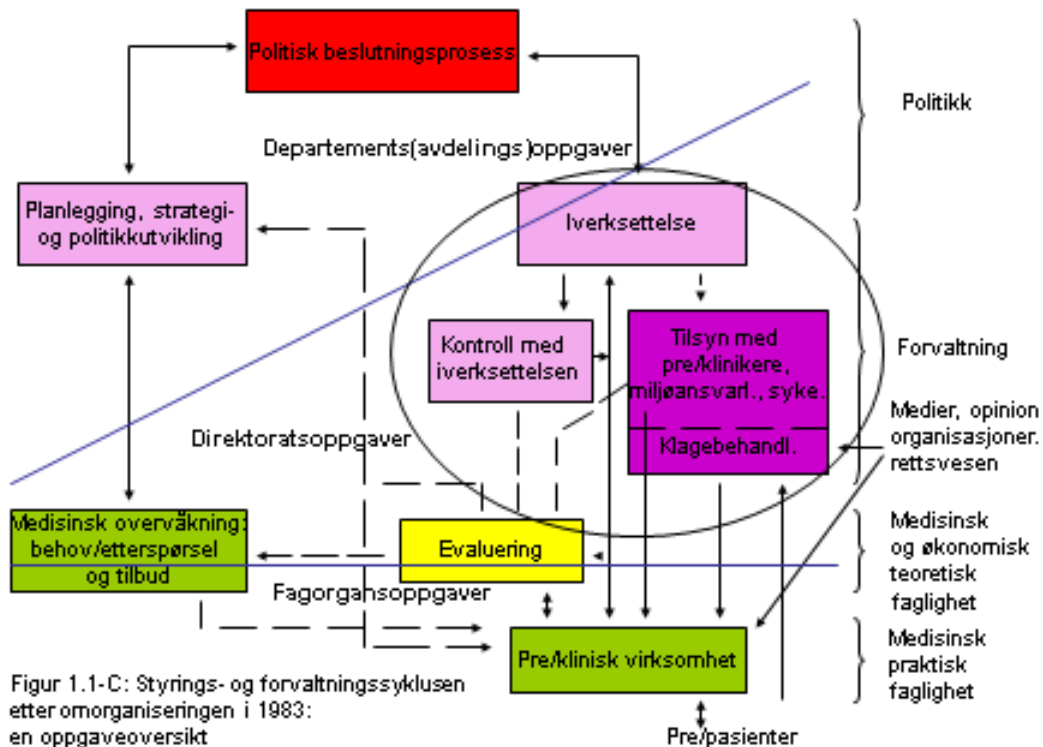 Politisk beslutningsprosess
Politikk
Departements(avdelings)oppgaver
Planlegging, strategi-
og politikkutvikling
Iverksettelse
Kontroll med
iverksettelsen
Tilsyn med
pre/klinikere,
miljøansvarl., syke.
Klagebehandl.
Forvaltning
Medier, opinion
organisasjoner.
rettsvesen
Direktoratsoppgaver
Medisinsk overvåkning:
behov/etterspørsel
og tilbud
Evaluering
Medisinsk
og økonomisk
teoretisk
faglighet
Fagorgansoppgaver
Pre/klinisk virksomhet
Medisinsk
praktisk
faglighet
Figur 1.1-C: Styrings- og forvaltningssyklusen
etter omorganiseringen i 1983:
en oppgaveoversikt
Pre/pasienter